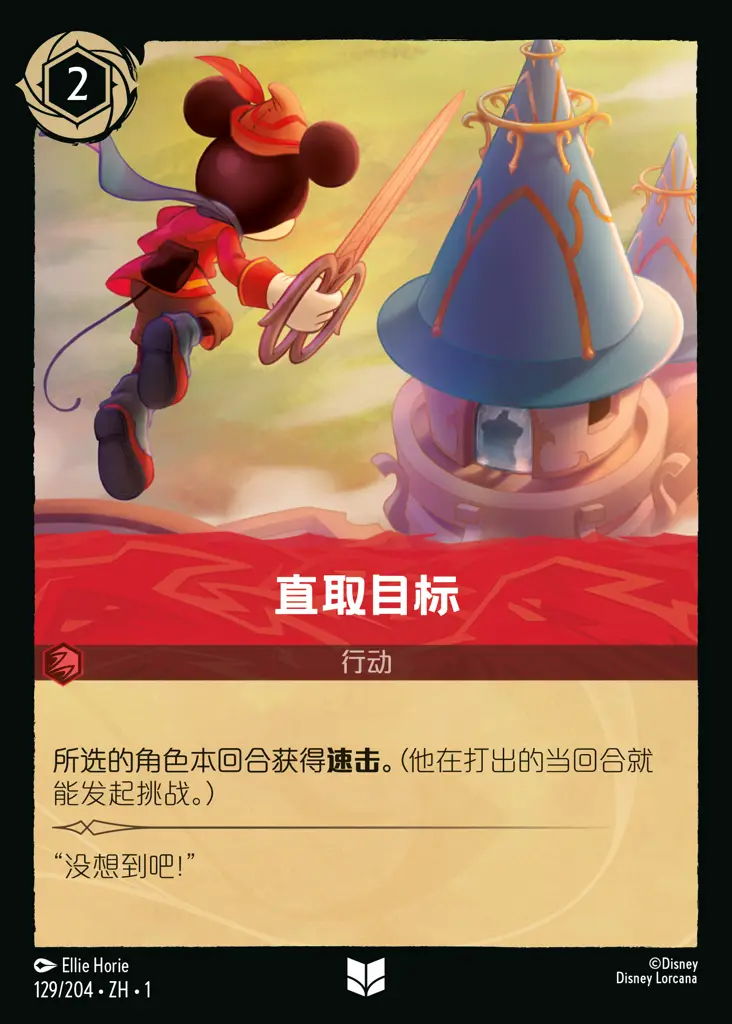 2
直取目标
行动
所选的角色本回合获得速击。（他在打出的当回合就
能发起挑战。）
“没想到吧！”
Ellie Horie
129/204 • ZH • 1
©Disney
Disney Lorcana